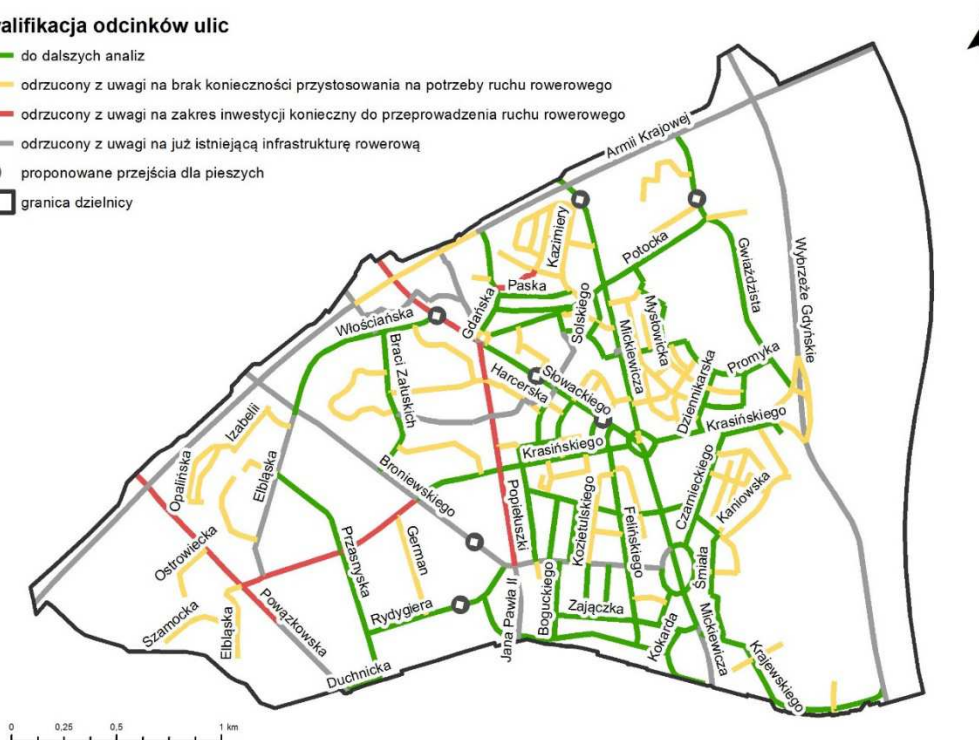 walifikacja odcinków ulic
do dalszych analiz
odrzucony z uwagi na brak konieczności przystosowania na potrzeby ruchu rowerowego
odrzucony z uwagi na zakres inwestycji konieczny do przeprowadzenia ruchu rowerowego
odrzucony z uwagi na już istniejącą infrastrukturę rowerową
proponowane przejścia dla pieszych
granica dzielnicy
Armii Krajowej
Kazimiery
Potocka
Gwiaździsta
Wybrzeże Gdyńskie
Paska
Gdańska
Solskiego
Mickiewicza
Mysłowicka
Włościańska
Braci Załuskich
Harcerska
Słowackiego
Dziennikarska
Promyka
Krasińskiego
Krasińskiego
Izabelli
Opalińska
Elbląska
Broniewskiego
Popiełuszki
Kozietulskiego
Felińskiego
Czarnieckiego
Kaniowska
Ostrowiecka
Przasnyska
German
Śmiała
Szamocka
Elbląska
Powązkowska
Rydygiera
Jana Pawła II
Boguckiego
Zajączka
Kokarda
Mickiewicza
Krajewskiego
Duchnicka
0 0,25 0,5 1 km